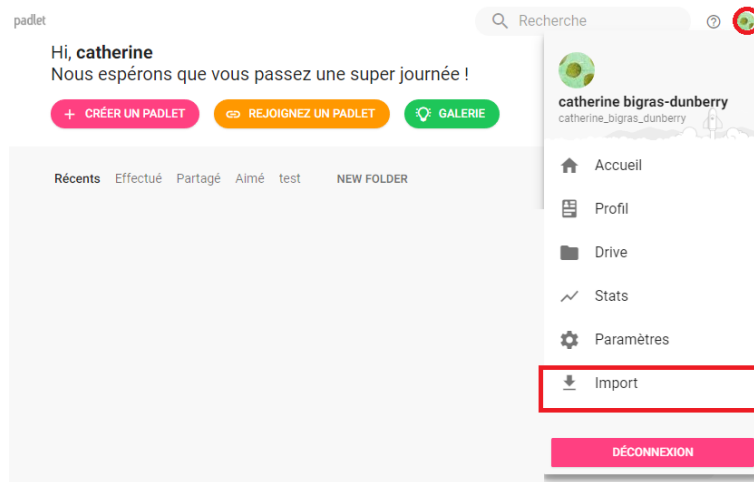 padlet
Recherche
Hi, catherine
Nous espérons que vous passez une super journée !
+ CRÉER UN PADLET
REJOIGNEZ UN PADLET
GALERIE
Récents Effectué Partagé Aimé test NEW FOLDER
catherine bigras-dunberry
catherine_bigras_dunberry
Accueil
Profil
Drive
Stats
Paramètres
Import
DÉCONNEXION